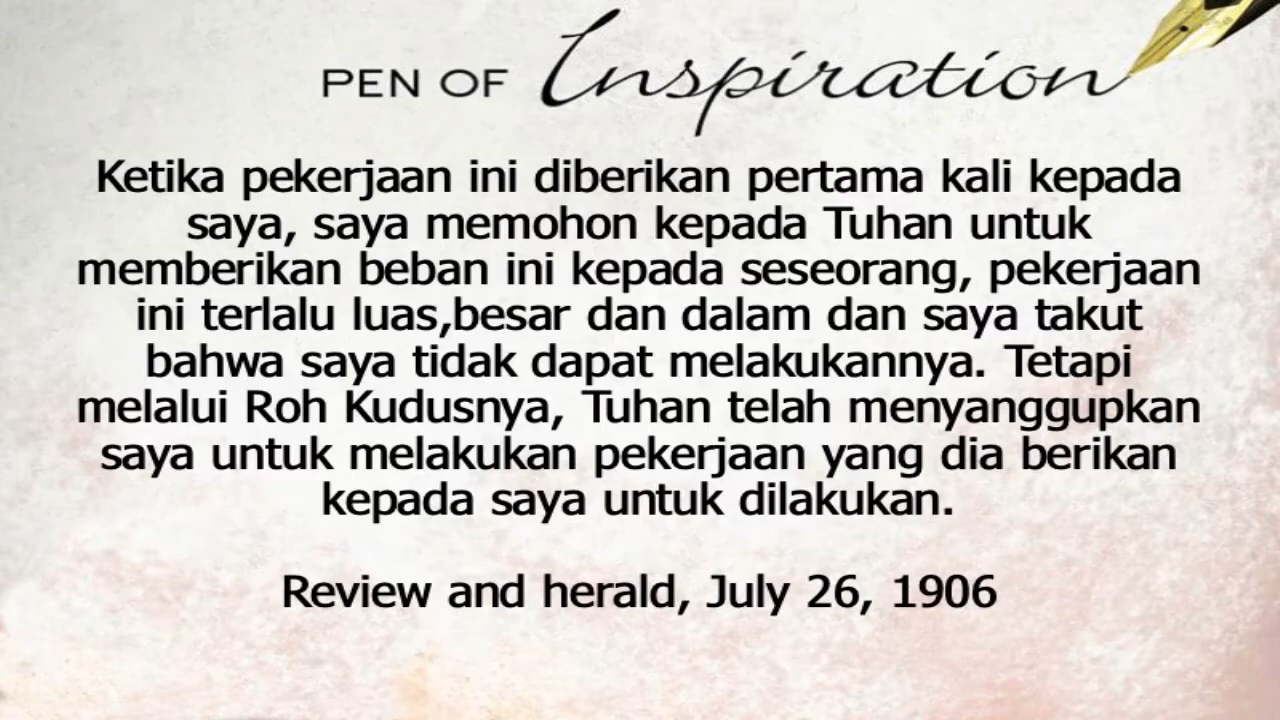 PEN OF Inspiration
Ketika pekerjaan ini diberikan pertama kali kepada
saya, saya memohon kepada Tuhan untuk
memberikan beban ini kepada seseorang, pekerjaan
ini terlalu luas,besar dan dalam dan saya takut
bahwa saya tidak dapat melakukannya. Tetapi
melalui Roh Kudusnya, Tuhan telah menyanggupkan
saya untuk melakukan pekerjaan yang dia berikan
kepada saya untuk dilakukan.
Review and herald, July 26, 1906